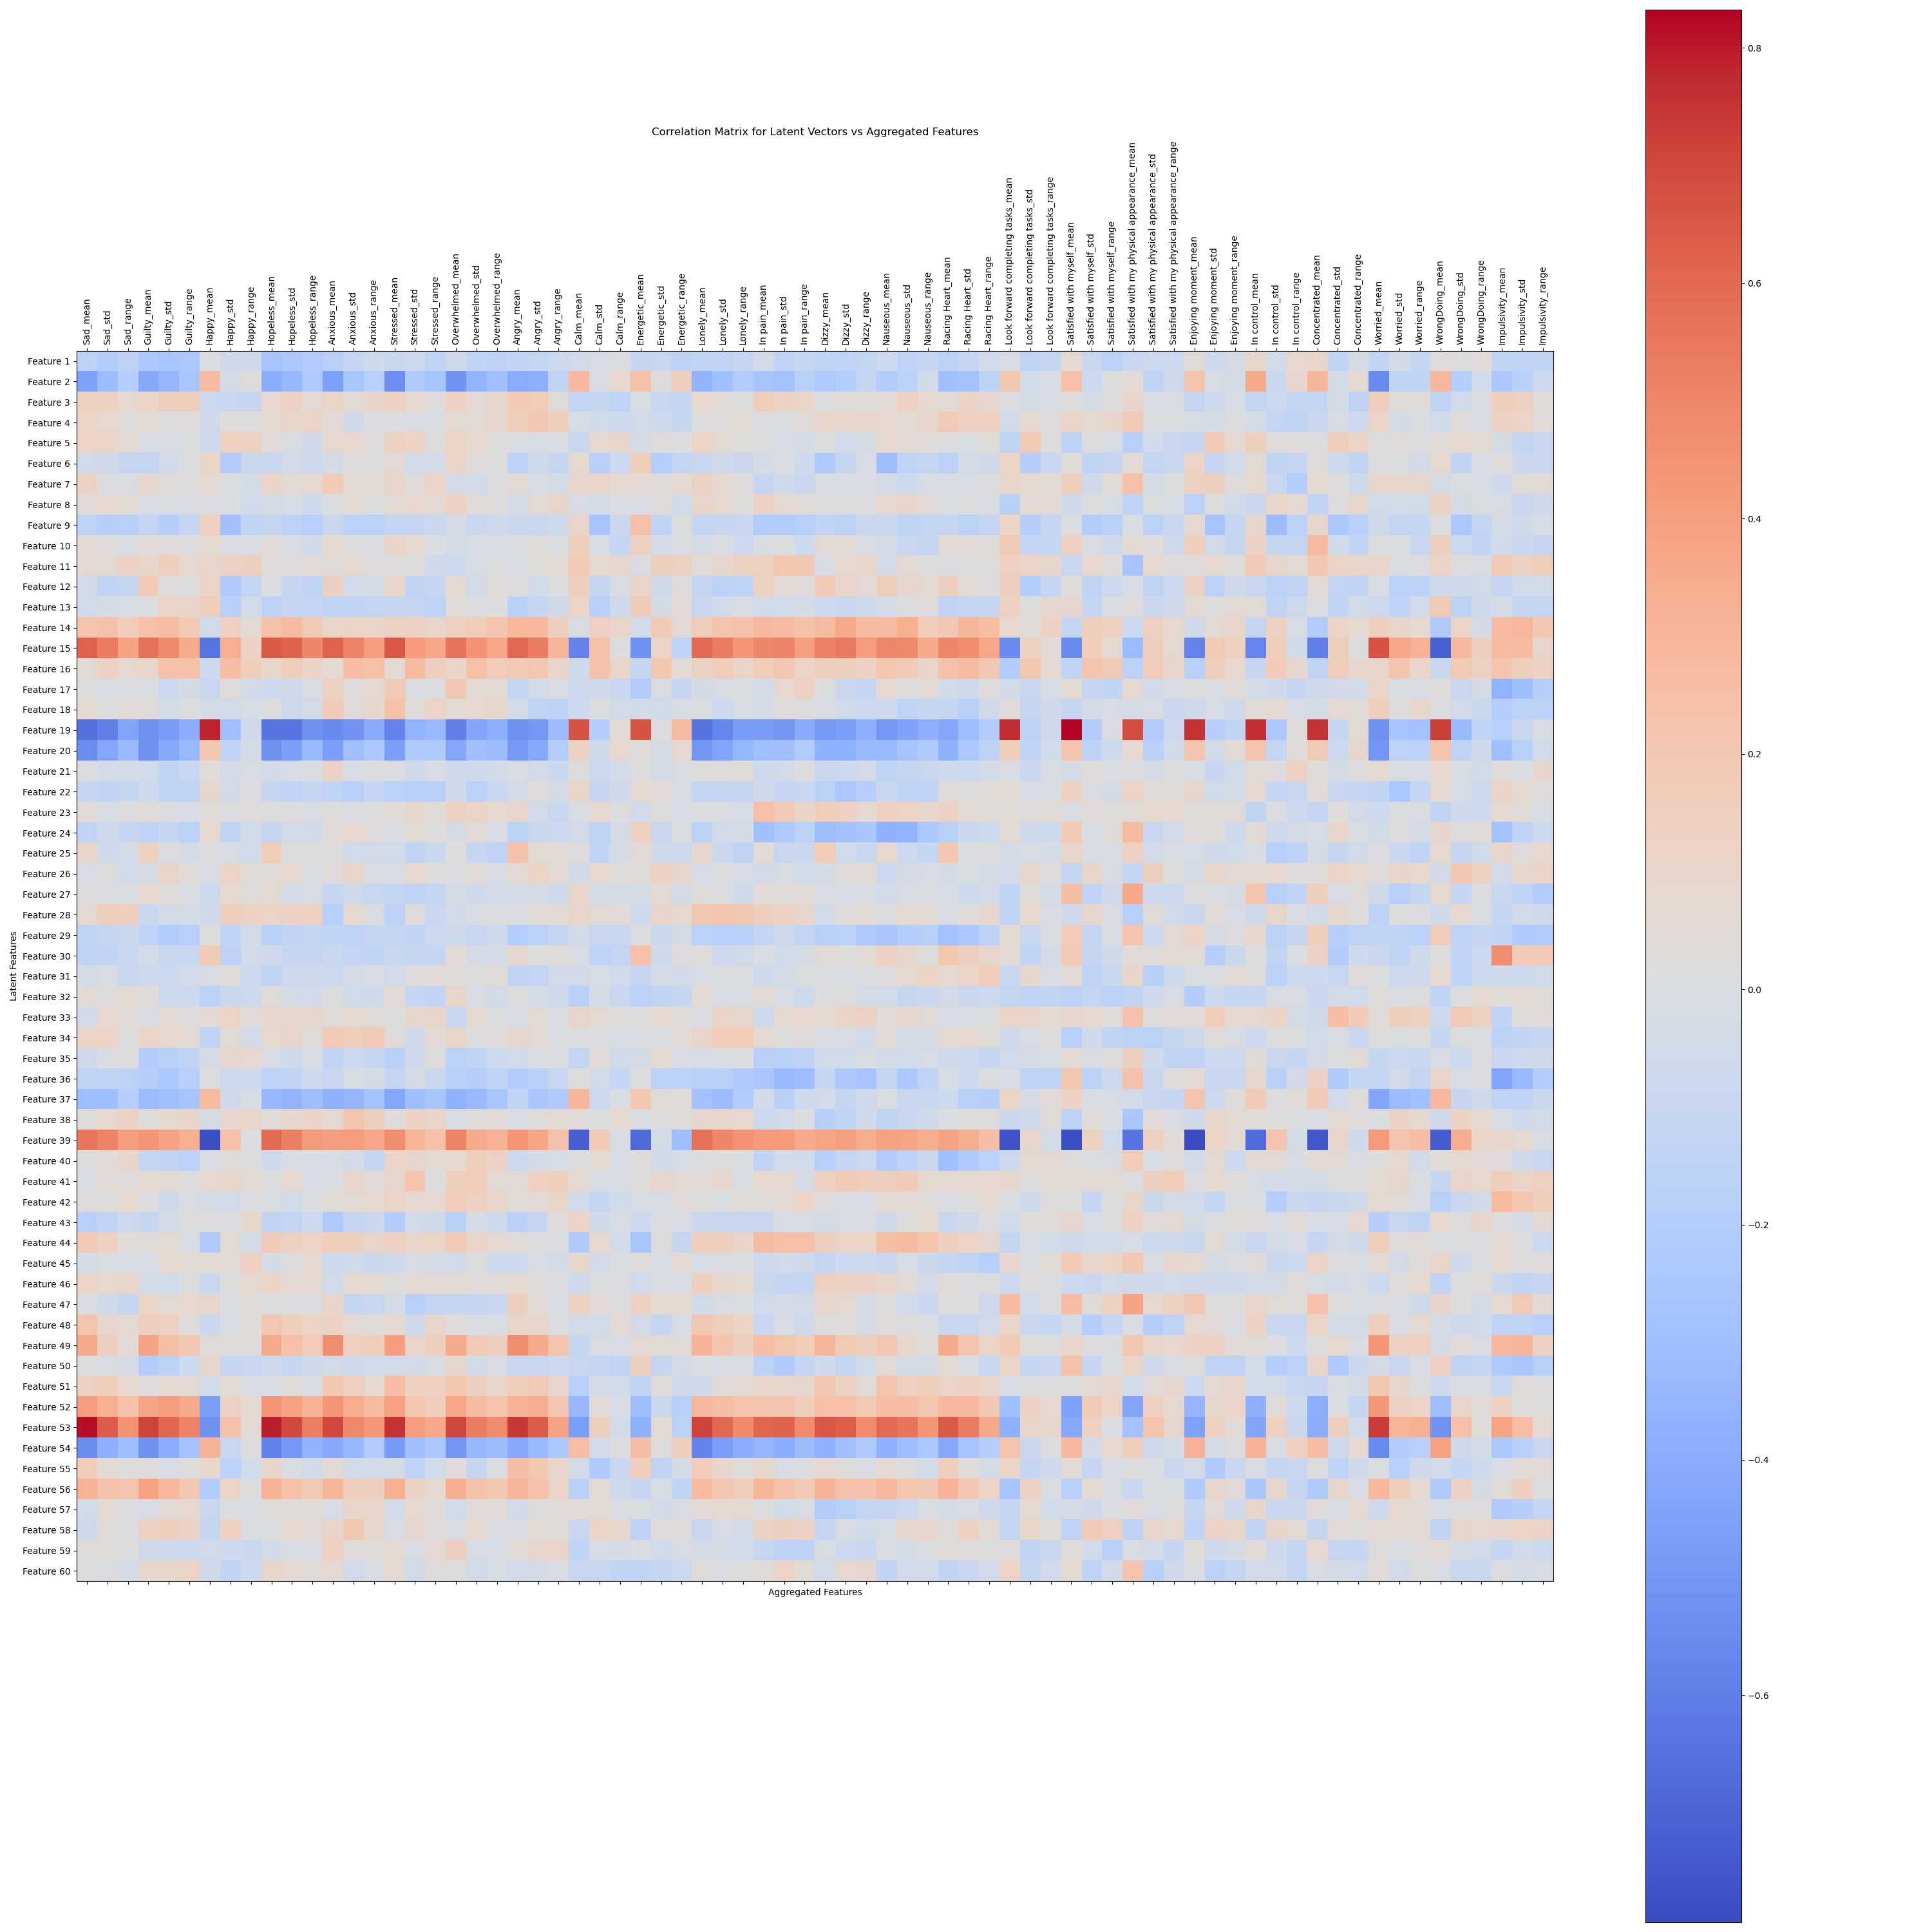 Correlation Matrix for Latent Vectors vs Aggregated Features
Sad_mean
Sad_std
Sad_range
Guilty_mean
Guilty_std
Guilty_range
Happy_mean
Happy_std
Happy_range
Hopeless_mean
Hopeless_std
Hopeless_range
Anxious_mean
Anxious_std
Anxious_range
Stressed_mean
Stressed_std
Stressed_range
Overwhelmed_mean
Overwhelmed_std
Overwhelmed_range
Angry_mean
Angry_std
Angry_range
Calm_mean
Calm_std
Calm_range
Energetic_mean
Energetic_std
Energetic_range
Lonely_mean
Lonely_std
Lonely_range
In pain_mean
In pain_std
In pain_range
Dizzy_mean
Dizzy_std
Dizzy_range
Nauseous_mean
Nauseous_std
Nauseous_range
Racing Heart_mean
Racing Heart_std
Racing Heart_range
Look forward completing tasks_mean
Look forward completing tasks_std
Look forward completing tasks_range
Satisfied with myself_mean
Satisfied with myself_std
Satisfied with myself_range
Satisfied with my physical appearance_mean
Satisfied with my physical appearance_std
Satisfied with my physical appearance_range
Enjoying moment_mean
Enjoying moment_std
Enjoying moment_range
In control_mean
In control_std
In control_range
Concentrated_mean
Concentrated_std
Concentrated_range
Worried_mean
Worried_std
Worried_range
WrongDoing_mean
WrongDoing_std
WrongDoing_range
Impulsivity_mean
Impulsivity_std
Impulsivity_range
Latent Features
Feature 1
Feature 2
Feature 3
Feature 4
Feature 5
Feature 6
Feature 7
Feature 8
Feature 9
Feature 10
Feature 11
Feature 12
Feature 13
Feature 14
Feature 15
Feature 16
Feature 17
Feature 18
Feature 19
Feature 20
Feature 21
Feature 22
Feature 23
Feature 24
Feature 25
Feature 26
Feature 27
Feature 28
Feature 29
Feature 30
Feature 31
Feature 32
Feature 33
Feature 34
Feature 35
Feature 36
Feature 37
Feature 38
Feature 39
Feature 40
Feature 41
Feature 42
Feature 43
Feature 44
Feature 45
Feature 46
Feature 47
Feature 48
Feature 49
Feature 50
Feature 51
Feature 52
Feature 53
Feature 54
Feature 55
Feature 56
Feature 57
Feature 58
Feature 59
Feature 60
Aggregated Features
0.8
0.6
0.4
0.2
0.0
−0.2
−0.4
−0.6